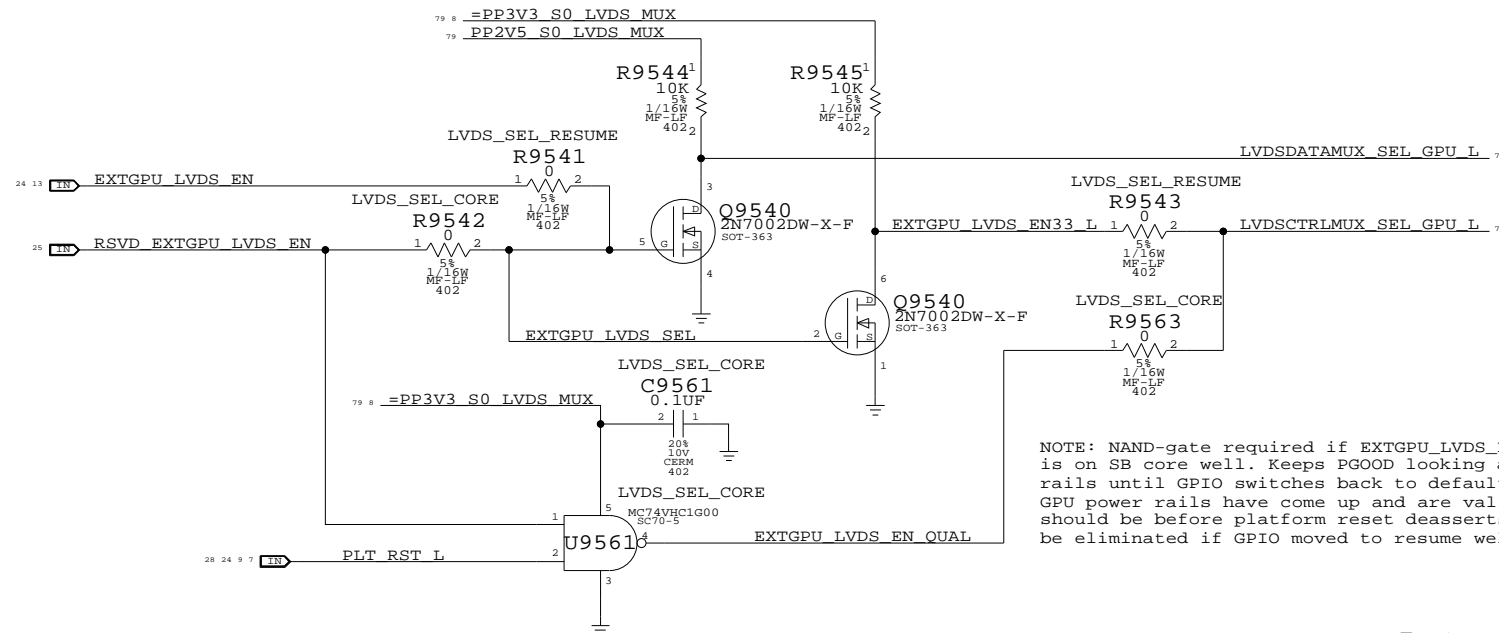 79 8 =PP3V3_S0_LVDS_MUX
79 PP2V5_S0_LVDS_MUX
R9544 1
10K
5%
1/16W
MF-LF
402 2
R9545 1
10K
5%
1/16W
MF-LF
402 2
LVDS_SEL_RESUME
R9541
0
1 2
5%
1/16W
MF-LF
402
24 13 IN EXTGPU_LVDS_EN
LVDS_SEL_CORE
R9542
0
1 2
5%
1/16W
MF-LF
402
25 IN RSVD_EXTGPU_LVDS_EN
LVDSDATAMUX_SEL_GPU_L 7
3
D
Q9540
2N7002DW-X-F
SOT-363
5 G S
4
LVDS_SEL_RESUME
R9543
0
EXTGPU_LVDS_EN33_L 1 2
5%
1/16W
MF-LF
402
LVDSCTRLMUX_SEL_GPU_L 7
6
D
Q9540
2N7002DW-X-F
SOT-363
EXTGPU_LVDS_SEL
2 G S
1
LVDS_SEL_CORE
R9563
0
1 2
5%
1/16W
MF-LF
402
LVDS_SEL_CORE
C9561
0.1UF
2 1
20%
10V
CERM
402
79 8 =PP3V3_S0_LVDS_MUX
LVDS_SEL_CORE
MC74VHC1G00
SC70-5
5
1
U9561
4
EXTGPU_LVDS_EN_QUAL
2
28 24 9 7 IN PLT_RST_L
3
NOTE: NAND-gate required if EXTGPU_LVDS_
is on SB core well. Keeps PGOOD looking
rails until GPIO switches back to defaul
GPU power rails have come up and are val
should be before platform reset deassert
be eliminated if GPIO moved to resume we